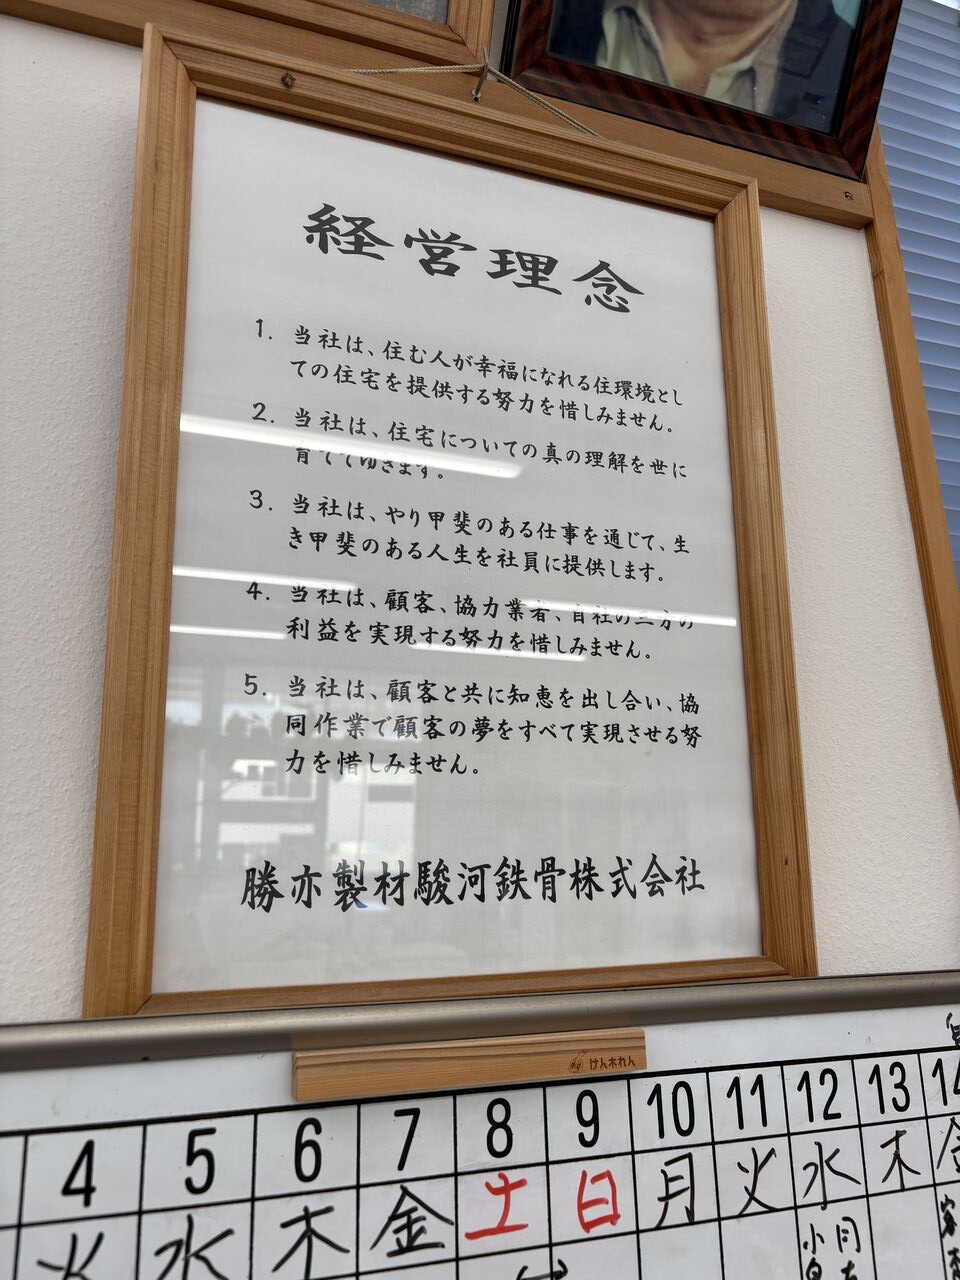 経営理念
1. 当社は、住む人が幸福になれる住環境とし
ての住宅を提供する努力を惜しみません。
2. 当社は、住宅についての真の理解を世に
育ててゆきます。
3. 当社は、やり甲斐のある仕事を通じて、生
き甲斐のある人生を社員に提供します。
4. 当社は、顧客、協力業者、自社の三方の
利益を実現する努力を惜しみません。
5. 当社は、顧客と共に知恵を出し合い、協
同作業で顧客の夢をすべて実現させる努
力を惜しみません。
勝亦製材駿河鉄骨株式会社
けん木れん
4 5 6 7 8 9 10 11 12 13 14
火 水 木 金 土 日 月 火 水 木 金